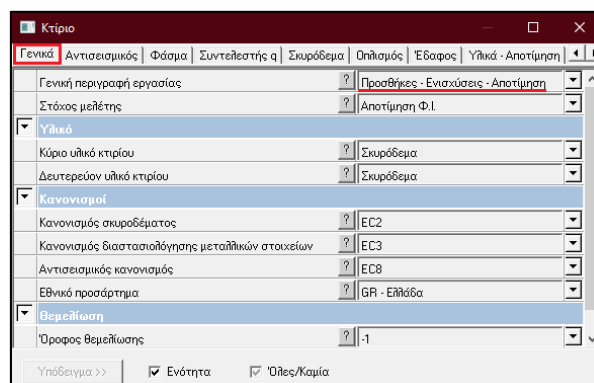 Κτίριο
Γενικά Αντισεισμικός Φάσμα Συντελεστής q Σκυρόδεμα Οπλισμός Έδαφος Υλικά - Αποτίμηση
Γενική περιγραφή εργασίας ? Προσθήκες - Ενισχύσεις - Αποτίμηση
Στόχος μελέτης ? Αποτίμηση Φ.Ι.
Υλικό
Κύριο υλικό κτιρίου ? Σκυρόδεμα
Δευτερεύον υλικό κτιρίου ? Σκυρόδεμα
Κανονισμοί
Κανονισμός σκυροδέματος ? EC2
Κανονισμός διαστασιολόγησης μεταλλικών στοιχείων ? EC3
Αντισεισμικός κανονισμός ? EC8
Εθνικό προσάρτημα ? GR - Ελλάδα
Θεμελίωση
Όροφος θεμελίωσης ? -1
Υπόδειγμα >> Ενότητα Όλες/Καμία